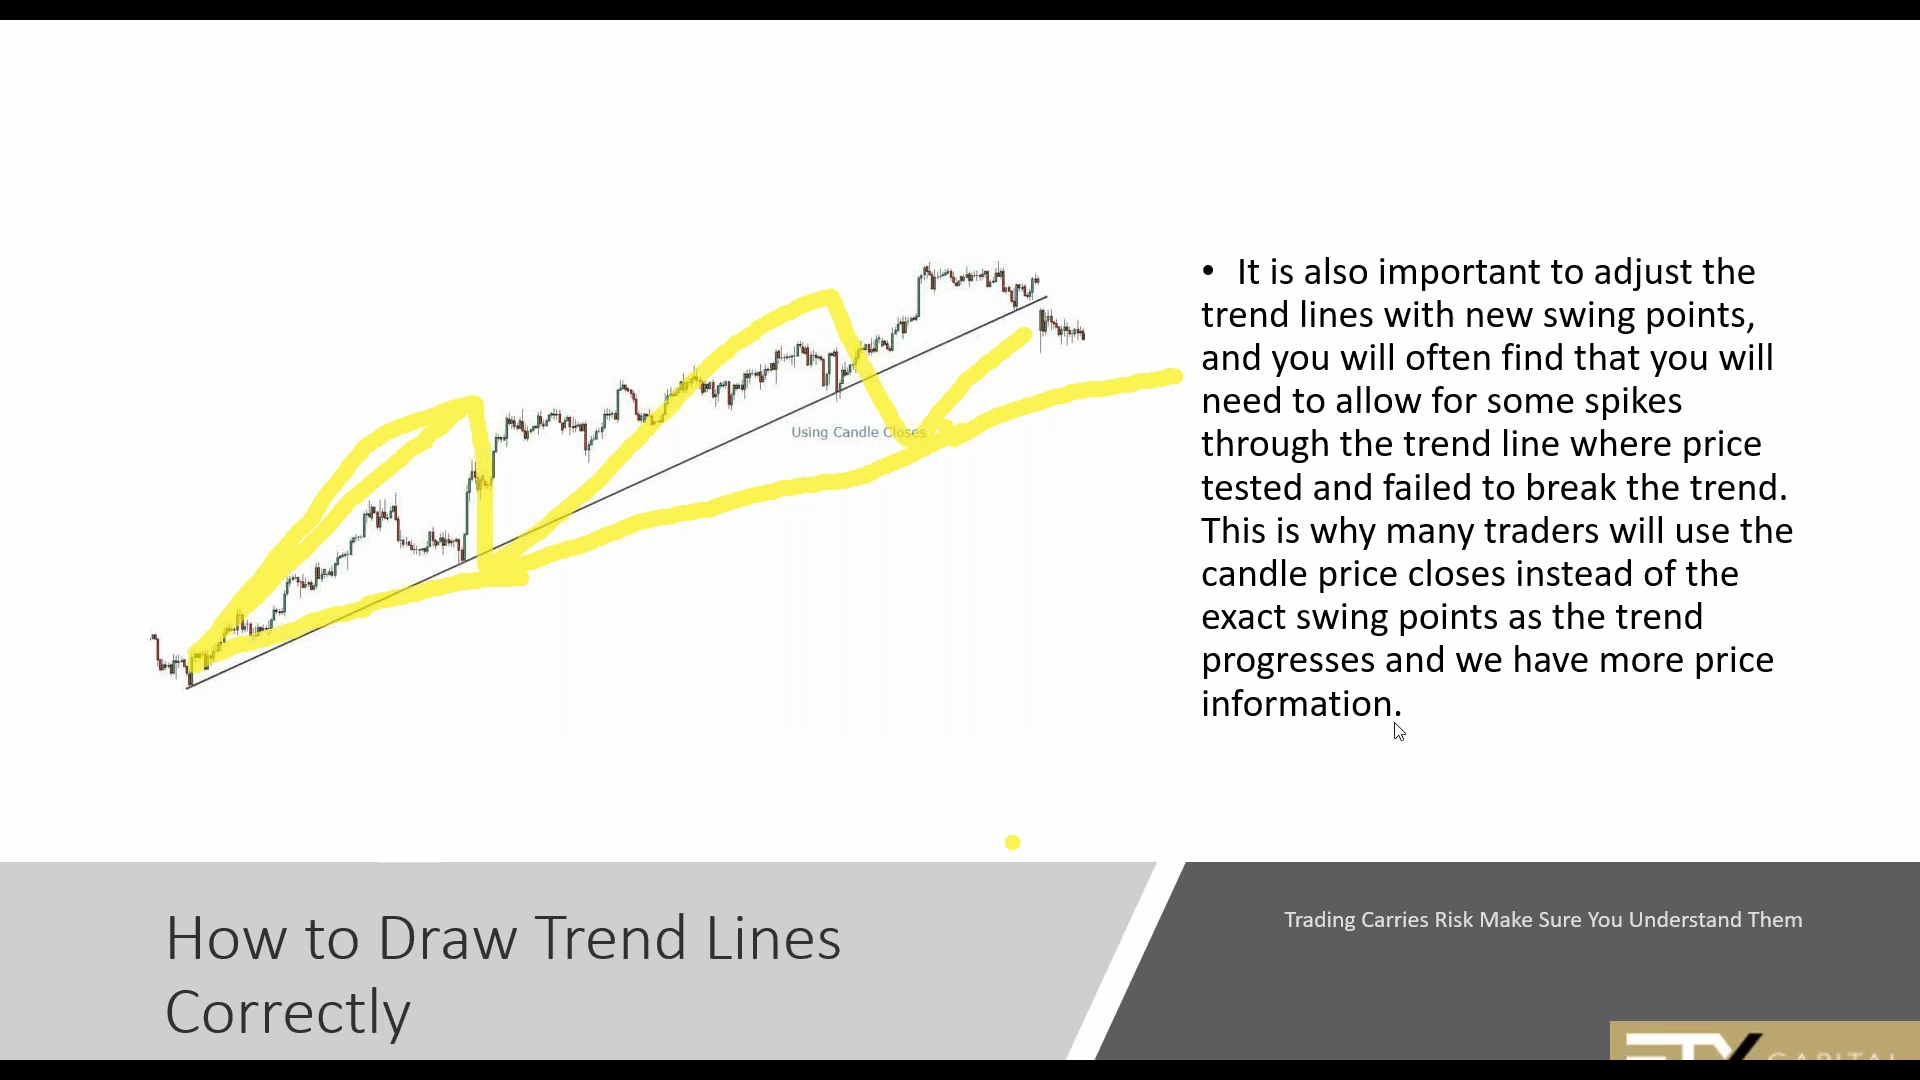 Using Candle Closes
• It is also important to adjust the
trend lines with new swing points,
and you will often find that you will
need to allow for some spikes
through the trend line where price
tested and failed to break the trend.
This is why many traders will use the
candle price closes instead of the
exact swing points as the trend
progresses and we have more price
information.
How to Draw Trend Lines
Correctly
Trading Carries Risk Make Sure You Understand Them
ETX CAPITAL